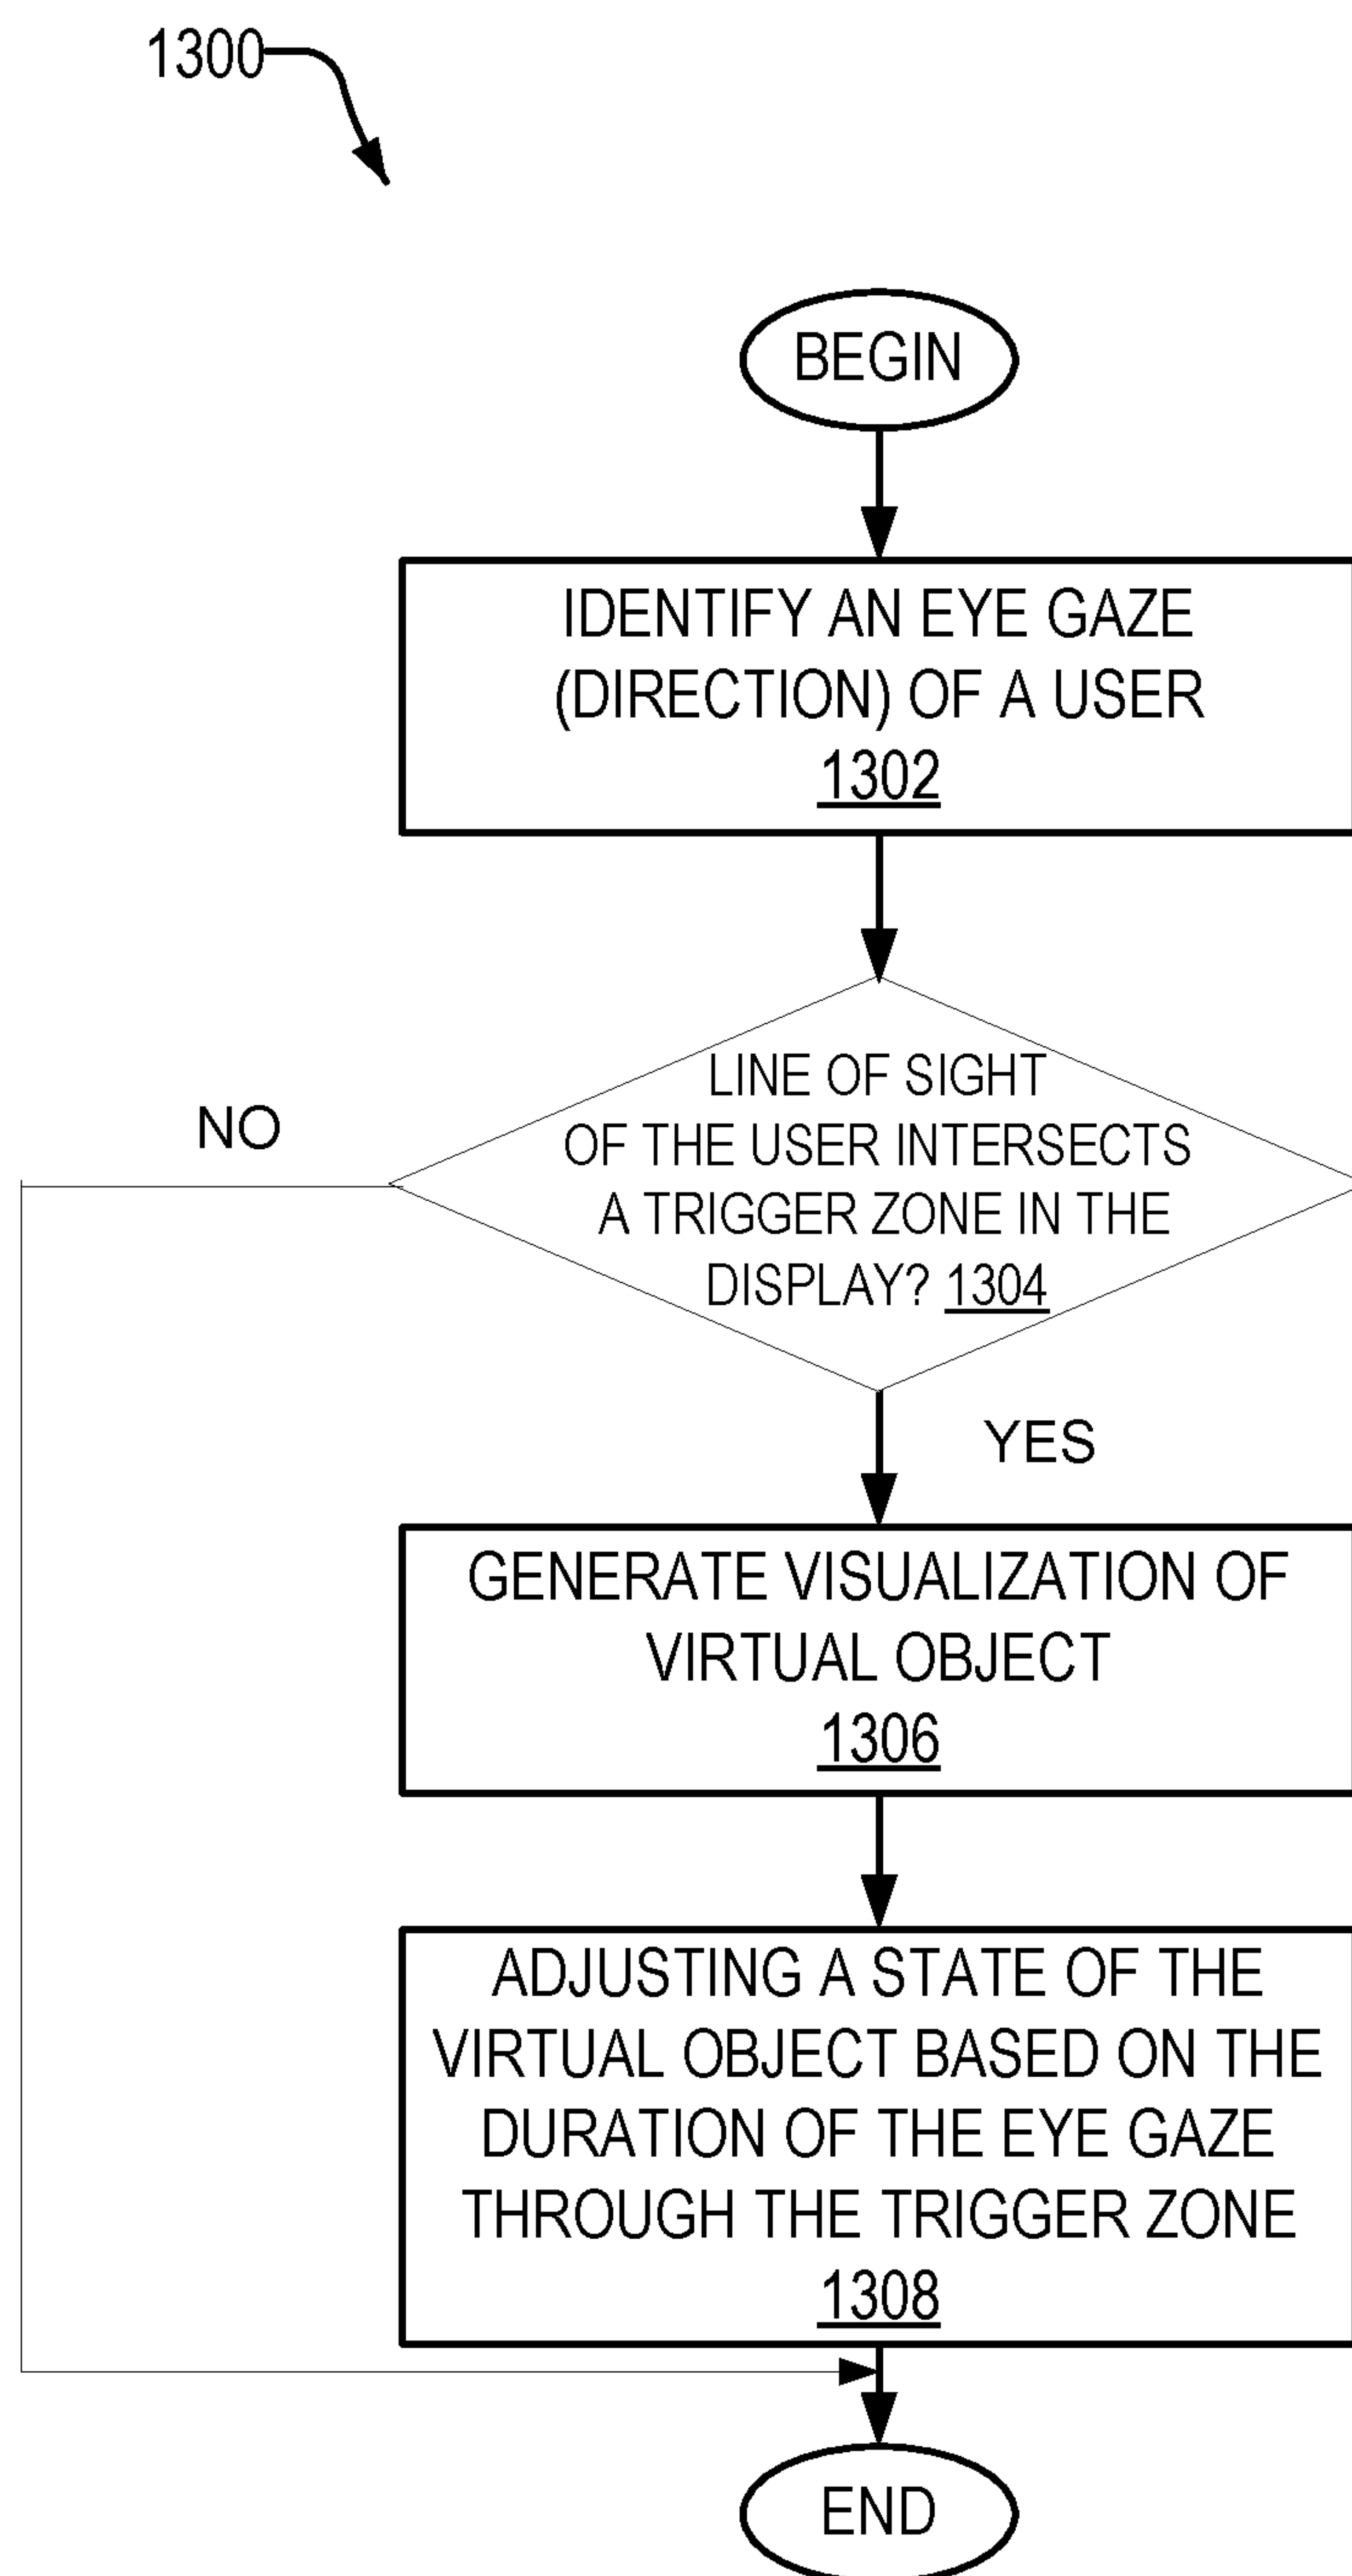 1300
BEGIN
IDENTIFY AN EYE GAZE
(DIRECTION) OF A USER
1302
LINE OF SIGHT
OF THE USER INTERSECTS
A TRIGGER ZONE IN THE
DISPLAY? 1304
NO
YES
GENERATE VISUALIZATION OF
VIRTUAL OBJECT
1306
ADJUSTING A STATE OF THE
VIRTUAL OBJECT BASED ON THE
DURATION OF THE EYE GAZE
THROUGH THE TRIGGER ZONE
1308
END